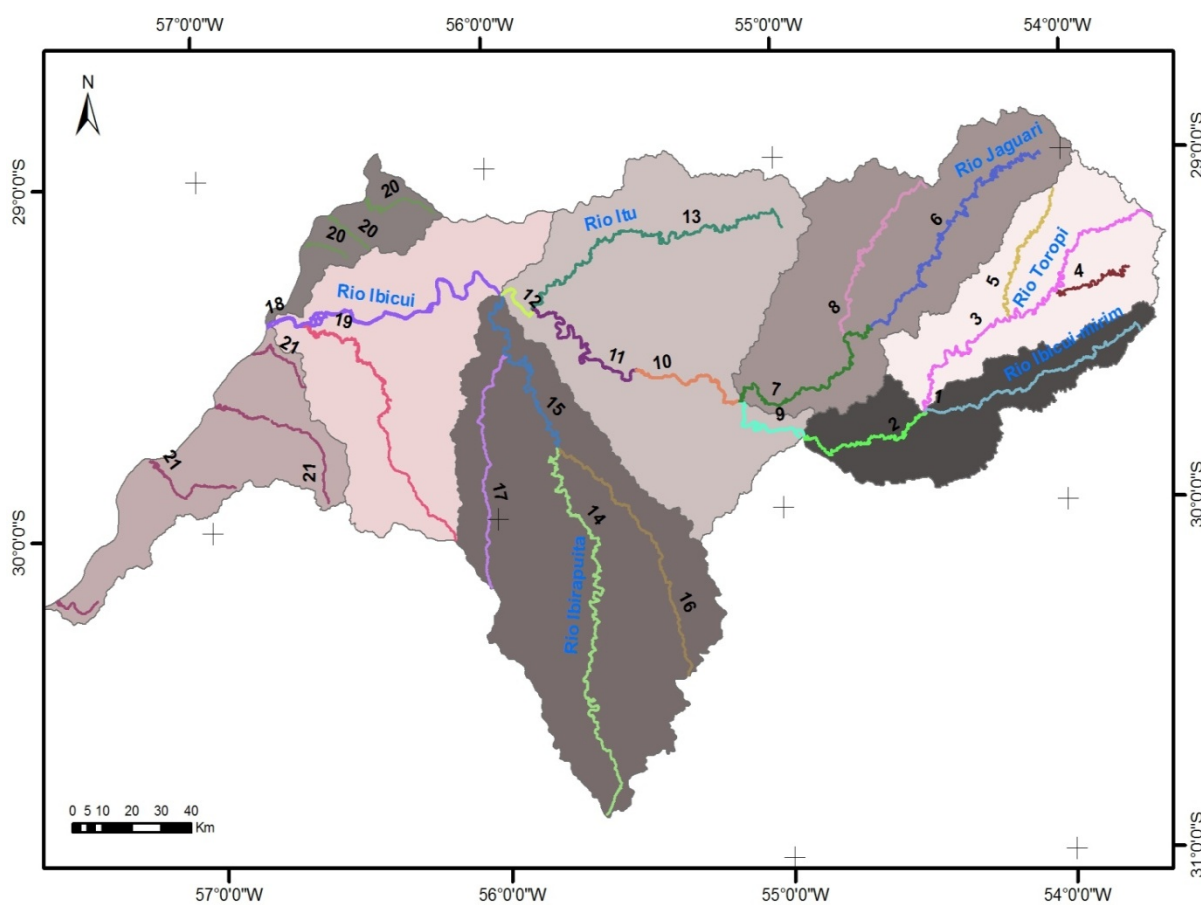 57°0'0"W
56°0'0"W
55°0'0"W
54°0'0"W
N
29°0'0"S
29°0'0"S
Rio Jaguari
20
Rio Itu
13
6
20
20
5
Rio Toropi
4
Rio Ibicui
12
8
18
19
3
Rio Ibicui-mirim
21
11
10
7
1
9
2
15
21
21
17
14
16
30°0'0"S
30°0'0"S
Rio Ibirapuita
0 5 10 20 30 40
Km
31°0'0"S
57°0'0"W
56°0'0"W
55°0'0"W
54°0'0"W